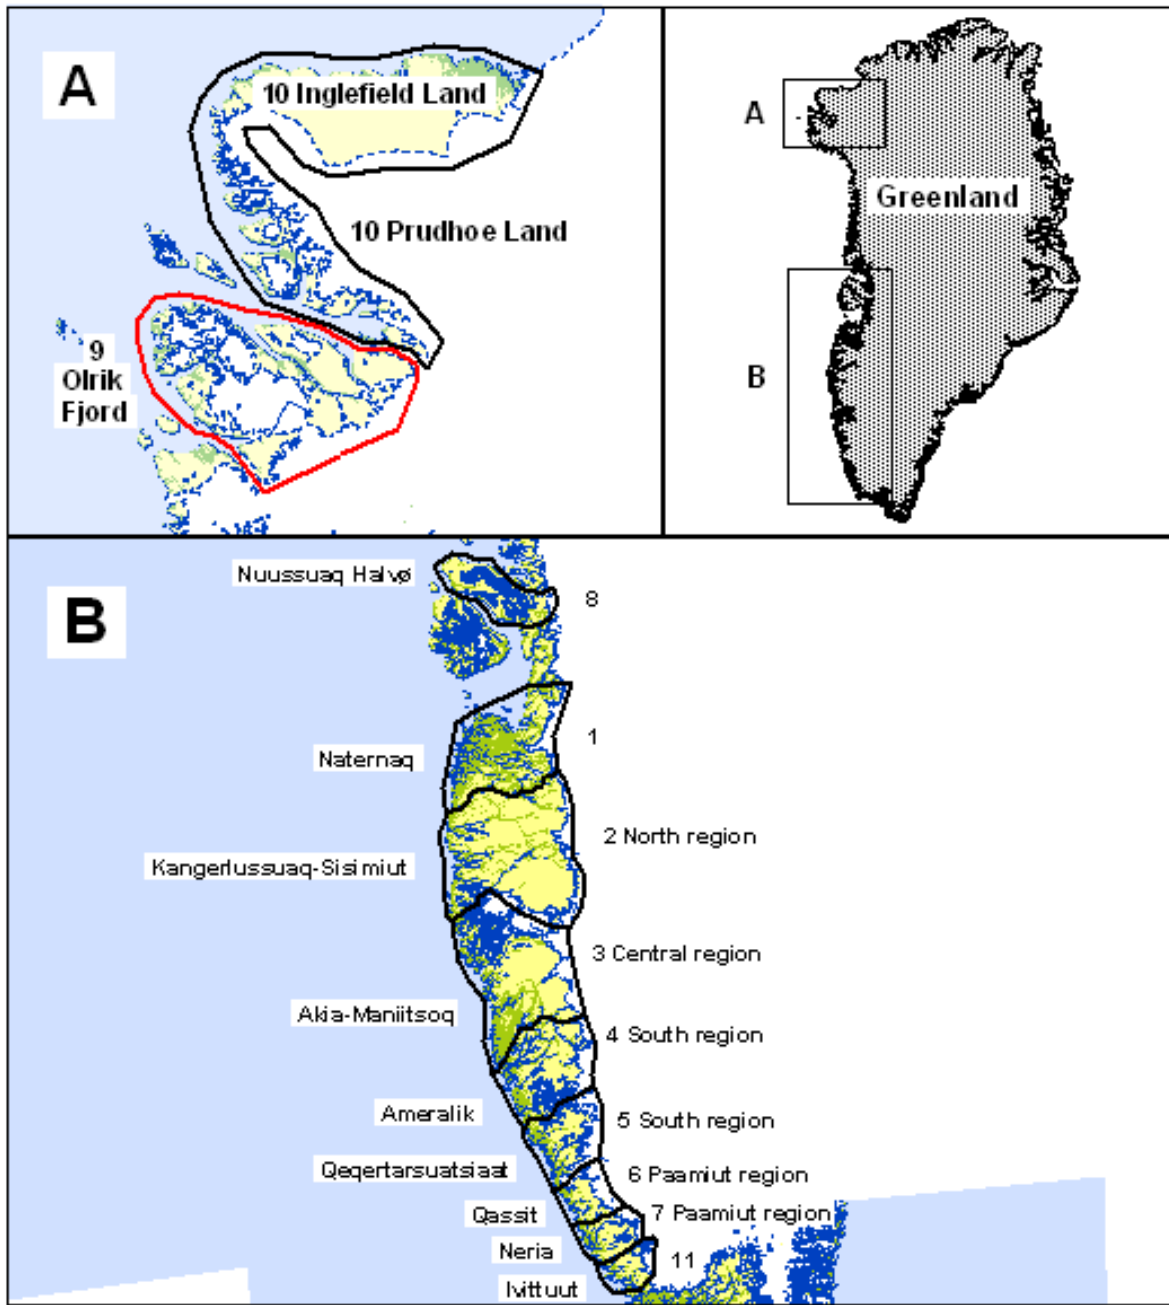 A
10 Inglefield Land
10 Prudhoe Land
9
Olrik
Fjord
A
Greenland
B
B
Nuussuaq Halvø
8
Naternaq
1
2 North region
Kangerlussuaq-Sisimiut
3 Central region
Akia-Maniitsoq
4 South region
Ameralik
5 South region
Qeqertarsuatsiaat
6 Paamiut region
Qassit
7 Paamiut region
Neria
11
Ivittuut